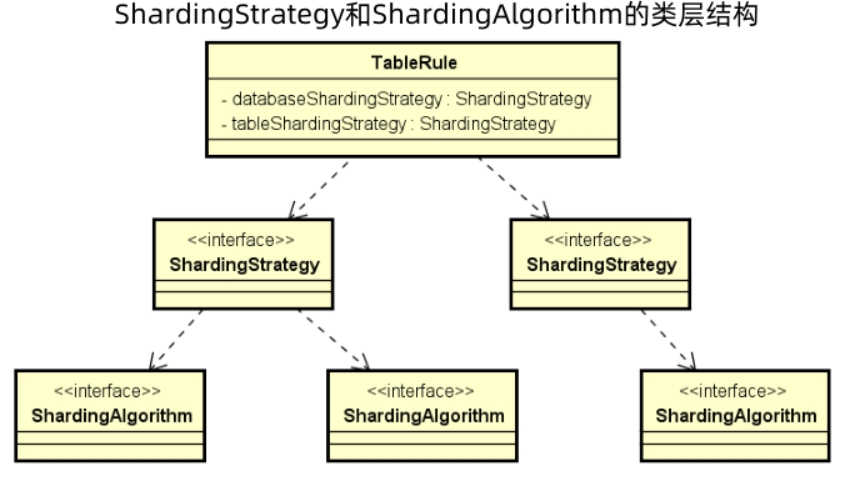 ShardingStrategy和ShardingAlgorithm的类层结构
TableRule
- databaseShardingStrategy : ShardingStrategy
- tableShardingStrategy : ShardingStrategy
<<interface>>
ShardingStrategy
<<interface>>
ShardingStrategy
<<interface>>
ShardingAlgorithm
<<interface>>
ShardingAlgorithm
<<interface>>
ShardingAlgorithm